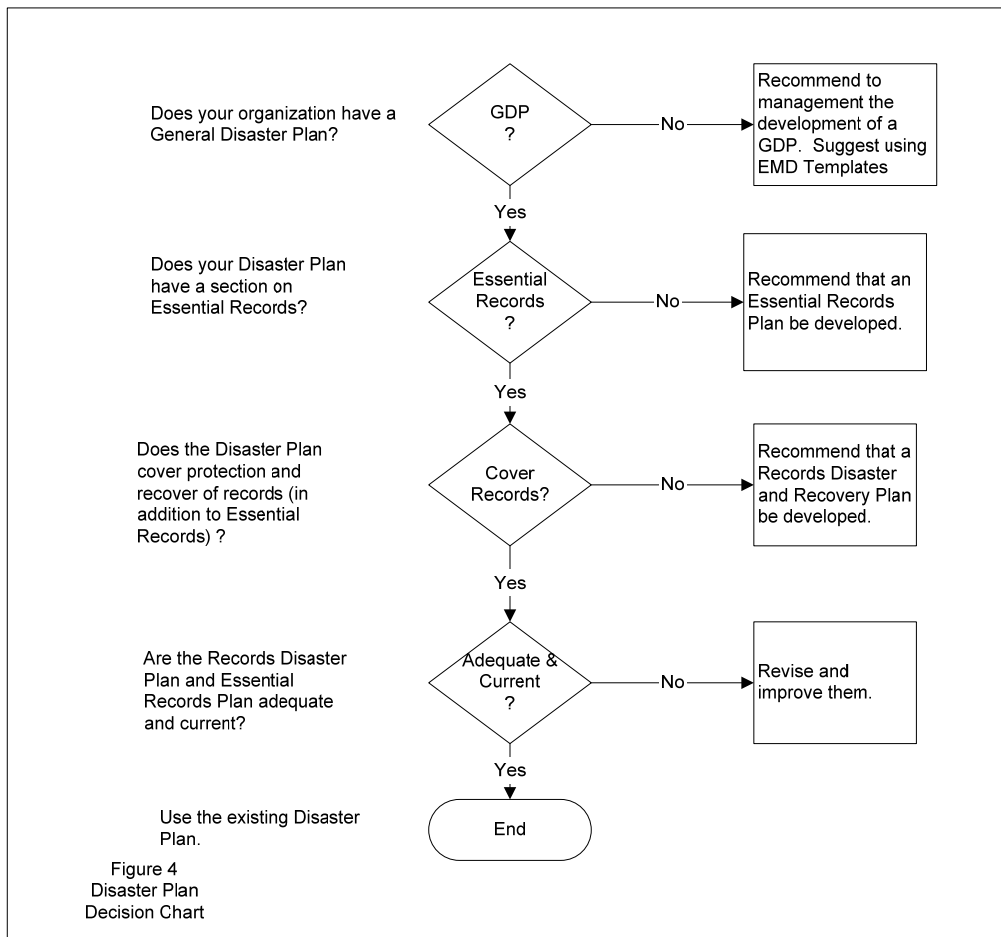 Does your organization have a
General Disaster Plan?
GDP
?
No
Recommend to
management the
development of a
GDP. Suggest using
EMD Templates
Yes
Does your Disaster Plan
have a section on
Essential Records?
Essential
Records
?
No
Recommend that an
Essential Records
Plan be developed.
Yes
Does the Disaster Plan
cover protection and
recover of records (in
addition to Essential
Records) ?
Cover
Records?
No
Recommend that a
Records Disaster
and Recovery Plan
be developed.
Yes
Are the Records Disaster
Plan and Essential
Records Plan adequate
and current?
Adequate &
Current
?
No
Revise and
improve them.
Yes
Use the existing Disaster
Plan.
End
Figure 4
Disaster Plan
Decision Chart